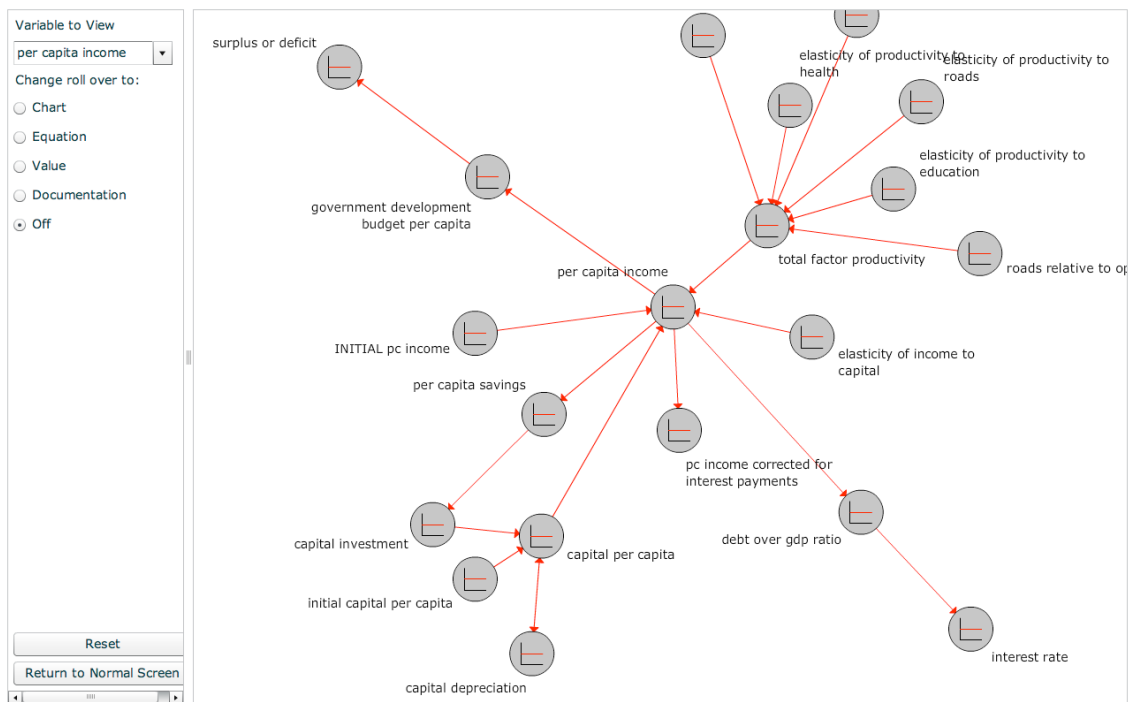 Variable to View
per capita income
Change roll over to:
Chart
Equation
Value
Documentation
Off
Reset
Return to Normal Screen
surplus or deficit
elasticity of productivity to
health
elasticity of productivity to
roads
elasticity of productivity to
education
government development
budget per capita
total factor productivity
roads relative to op
per capita income
INITIAL pc income
elasticity of income to
capital
per capita savings
pc income corrected for
interest payments
capital investment
capital per capita
debt over gdp ratio
initial capital per capita
interest rate
capital depreciation